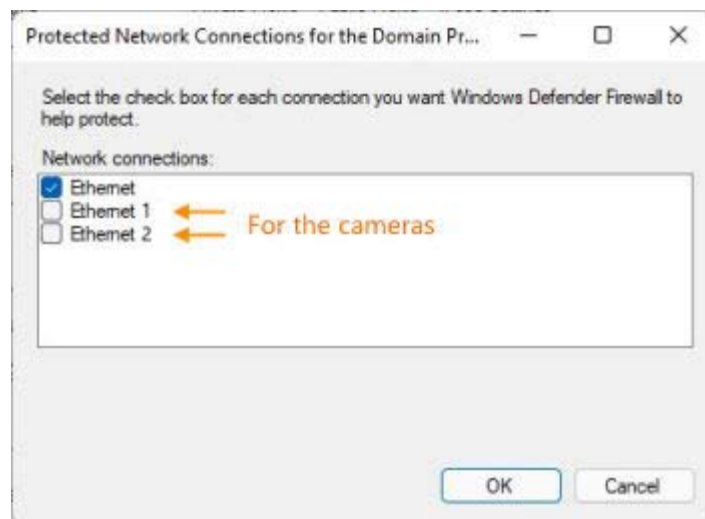 Protected Network Connections for the Domain Pr...
Select the check box for each connection you want Windows Defender Firewall to
help protect.
Network connections:
Ethernet
Ethernet 1
For the cameras
Ethernet 2
OK
Cancel